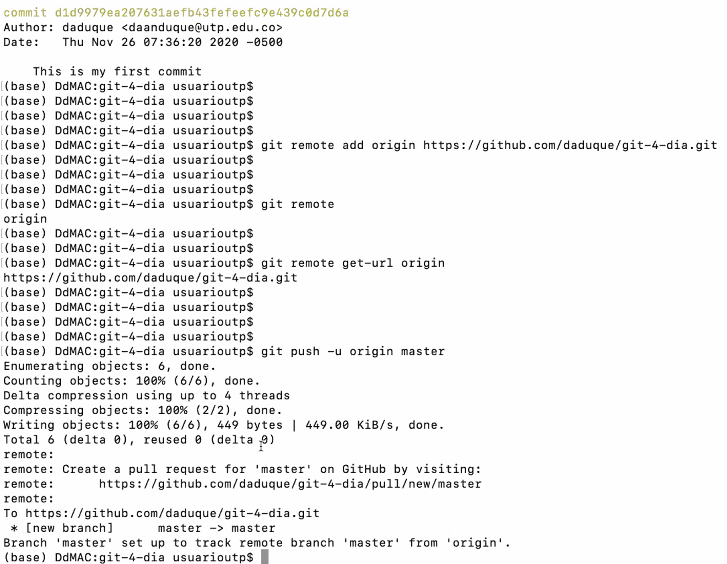 commit d1d9979ea207631aefb43fefeefc9e439c0d7d6a
Author: daduque <daanduque@utp.edu.co>
Date:   Thu Nov 26 07:36:20 2020 -0500
    This is my first commit
(base) DdMAC:git-4-dia usuarioutp$
(base) DdMAC:git-4-dia usuarioutp$
(base) DdMAC:git-4-dia usuarioutp$
(base) DdMAC:git-4-dia usuarioutp$
(base) DdMAC:git-4-dia usuarioutp$ git remote add origin https://github.com/daduque/git-4-dia.git
(base) DdMAC:git-4-dia usuarioutp$
(base) DdMAC:git-4-dia usuarioutp$
(base) DdMAC:git-4-dia usuarioutp$
(base) DdMAC:git-4-dia usuarioutp$ git remote
origin
(base) DdMAC:git-4-dia usuarioutp$
(base) DdMAC:git-4-dia usuarioutp$
(base) DdMAC:git-4-dia usuarioutp$ git remote get-url origin
https://github.com/daduque/git-4-dia.git
(base) DdMAC:git-4-dia usuarioutp$
(base) DdMAC:git-4-dia usuarioutp$
(base) DdMAC:git-4-dia usuarioutp$
(base) DdMAC:git-4-dia usuarioutp$
(base) DdMAC:git-4-dia usuarioutp$ git push -u origin master
Enumerating objects: 6, done.
Counting objects: 100% (6/6), done.
Delta compression using up to 4 threads
Compressing objects: 100% (2/2), done.
Writing objects: 100% (6/6), 449 bytes | 449.00 KiB/s, done.
Total 6 (delta 0), reused 0 (delta 0)
remote:
remote: Create a pull request for 'master' on GitHub by visiting:
remote:      https://github.com/daduque/git-4-dia/pull/new/master
remote:
To https://github.com/daduque/git-4-dia.git
 * [new branch]      master -> master
Branch 'master' set up to track remote branch 'master' from 'origin'.
(base) DdMAC:git-4-dia usuarioutp$